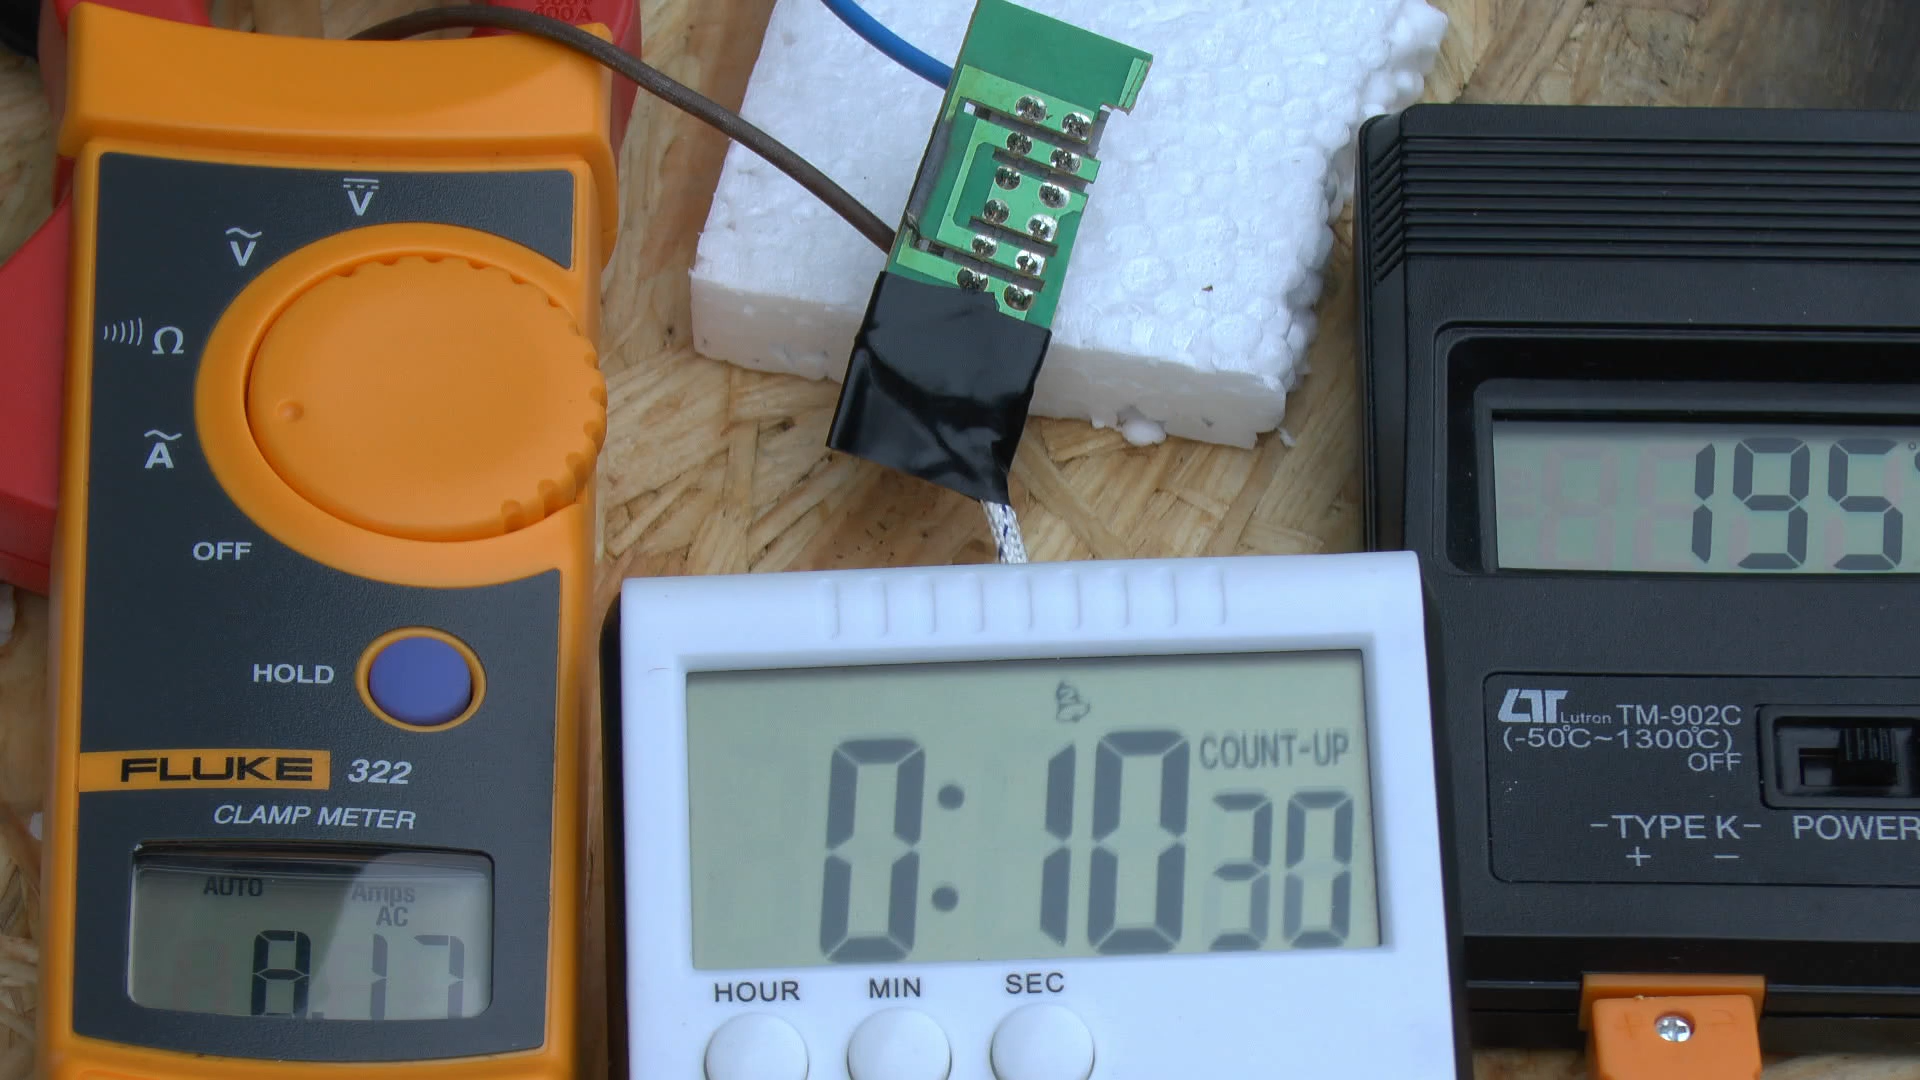 V
V
Ω
A
OFF
HOLD
FLUKE 322
CLAMP METER
AUTO Amps
AC
8.17
COUNT-UP
0:10 30
HOUR MIN SEC
195°
Lutron TM-902C
(-50°C~1300°C)
OFF
-TYPE K- POWER
+ −